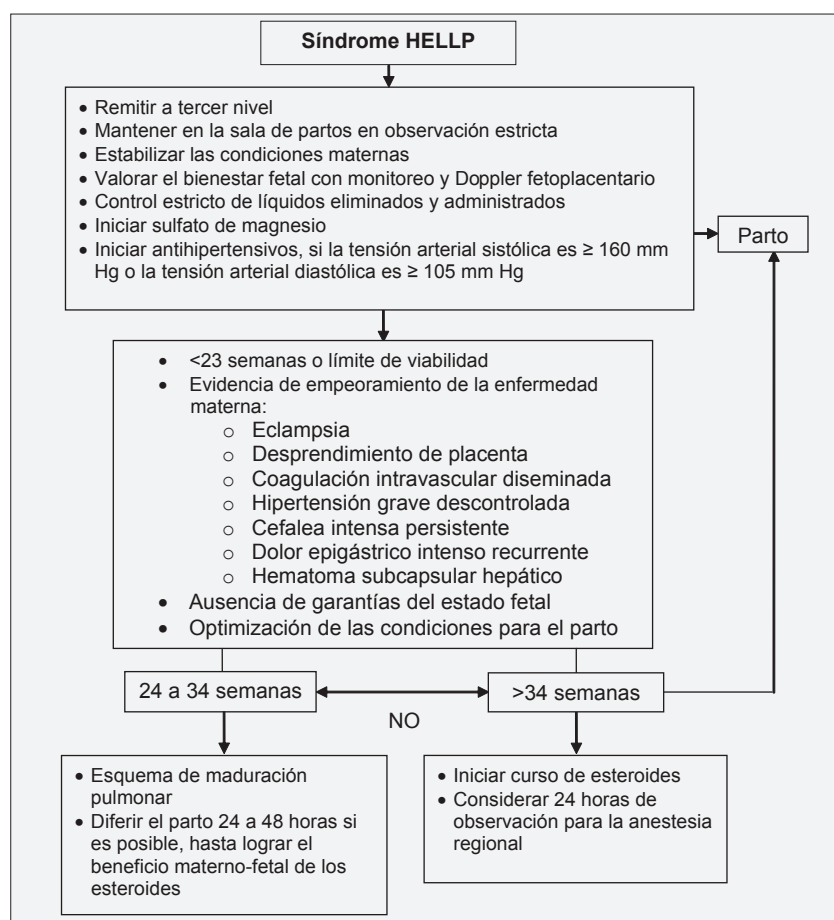 Síndrome HELLP
• Remitir a tercer nivel
• Mantener en la sala de partos en observación estricta
• Estabilizar las condiciones maternas
• Valorar el bienestar fetal con monitoreo y Doppler fetoplacentario
• Control estricto de líquidos eliminados y administrados
• Iniciar sulfato de magnesio
• Iniciar antihipertensivos, si la tensión arterial sistólica es ≥ 160 mm
Hg o la tensión arterial diastólica es ≥ 105 mm Hg
Parto
• <23 semanas o límite de viabilidad
• Evidencia de empeoramiento de la enfermedad
materna:
o Eclampsia
o Desprendimiento de placenta
o Coagulación intravascular diseminada
o Hipertensión grave descontrolada
o Cefalea intensa persistente
o Dolor epigástrico intenso recurrente
o Hematoma subcapsular hepático
• Ausencia de garantías del estado fetal
• Optimización de las condiciones para el parto
24 a 34 semanas
NO
>34 semanas
• Esquema de maduración
pulmonar
• Diferir el parto 24 a 48 horas si
es posible, hasta lograr el
beneficio materno-fetal de los
esteroides
• Iniciar curso de esteroides
• Considerar 24 horas de
observación para la anestesia
regional